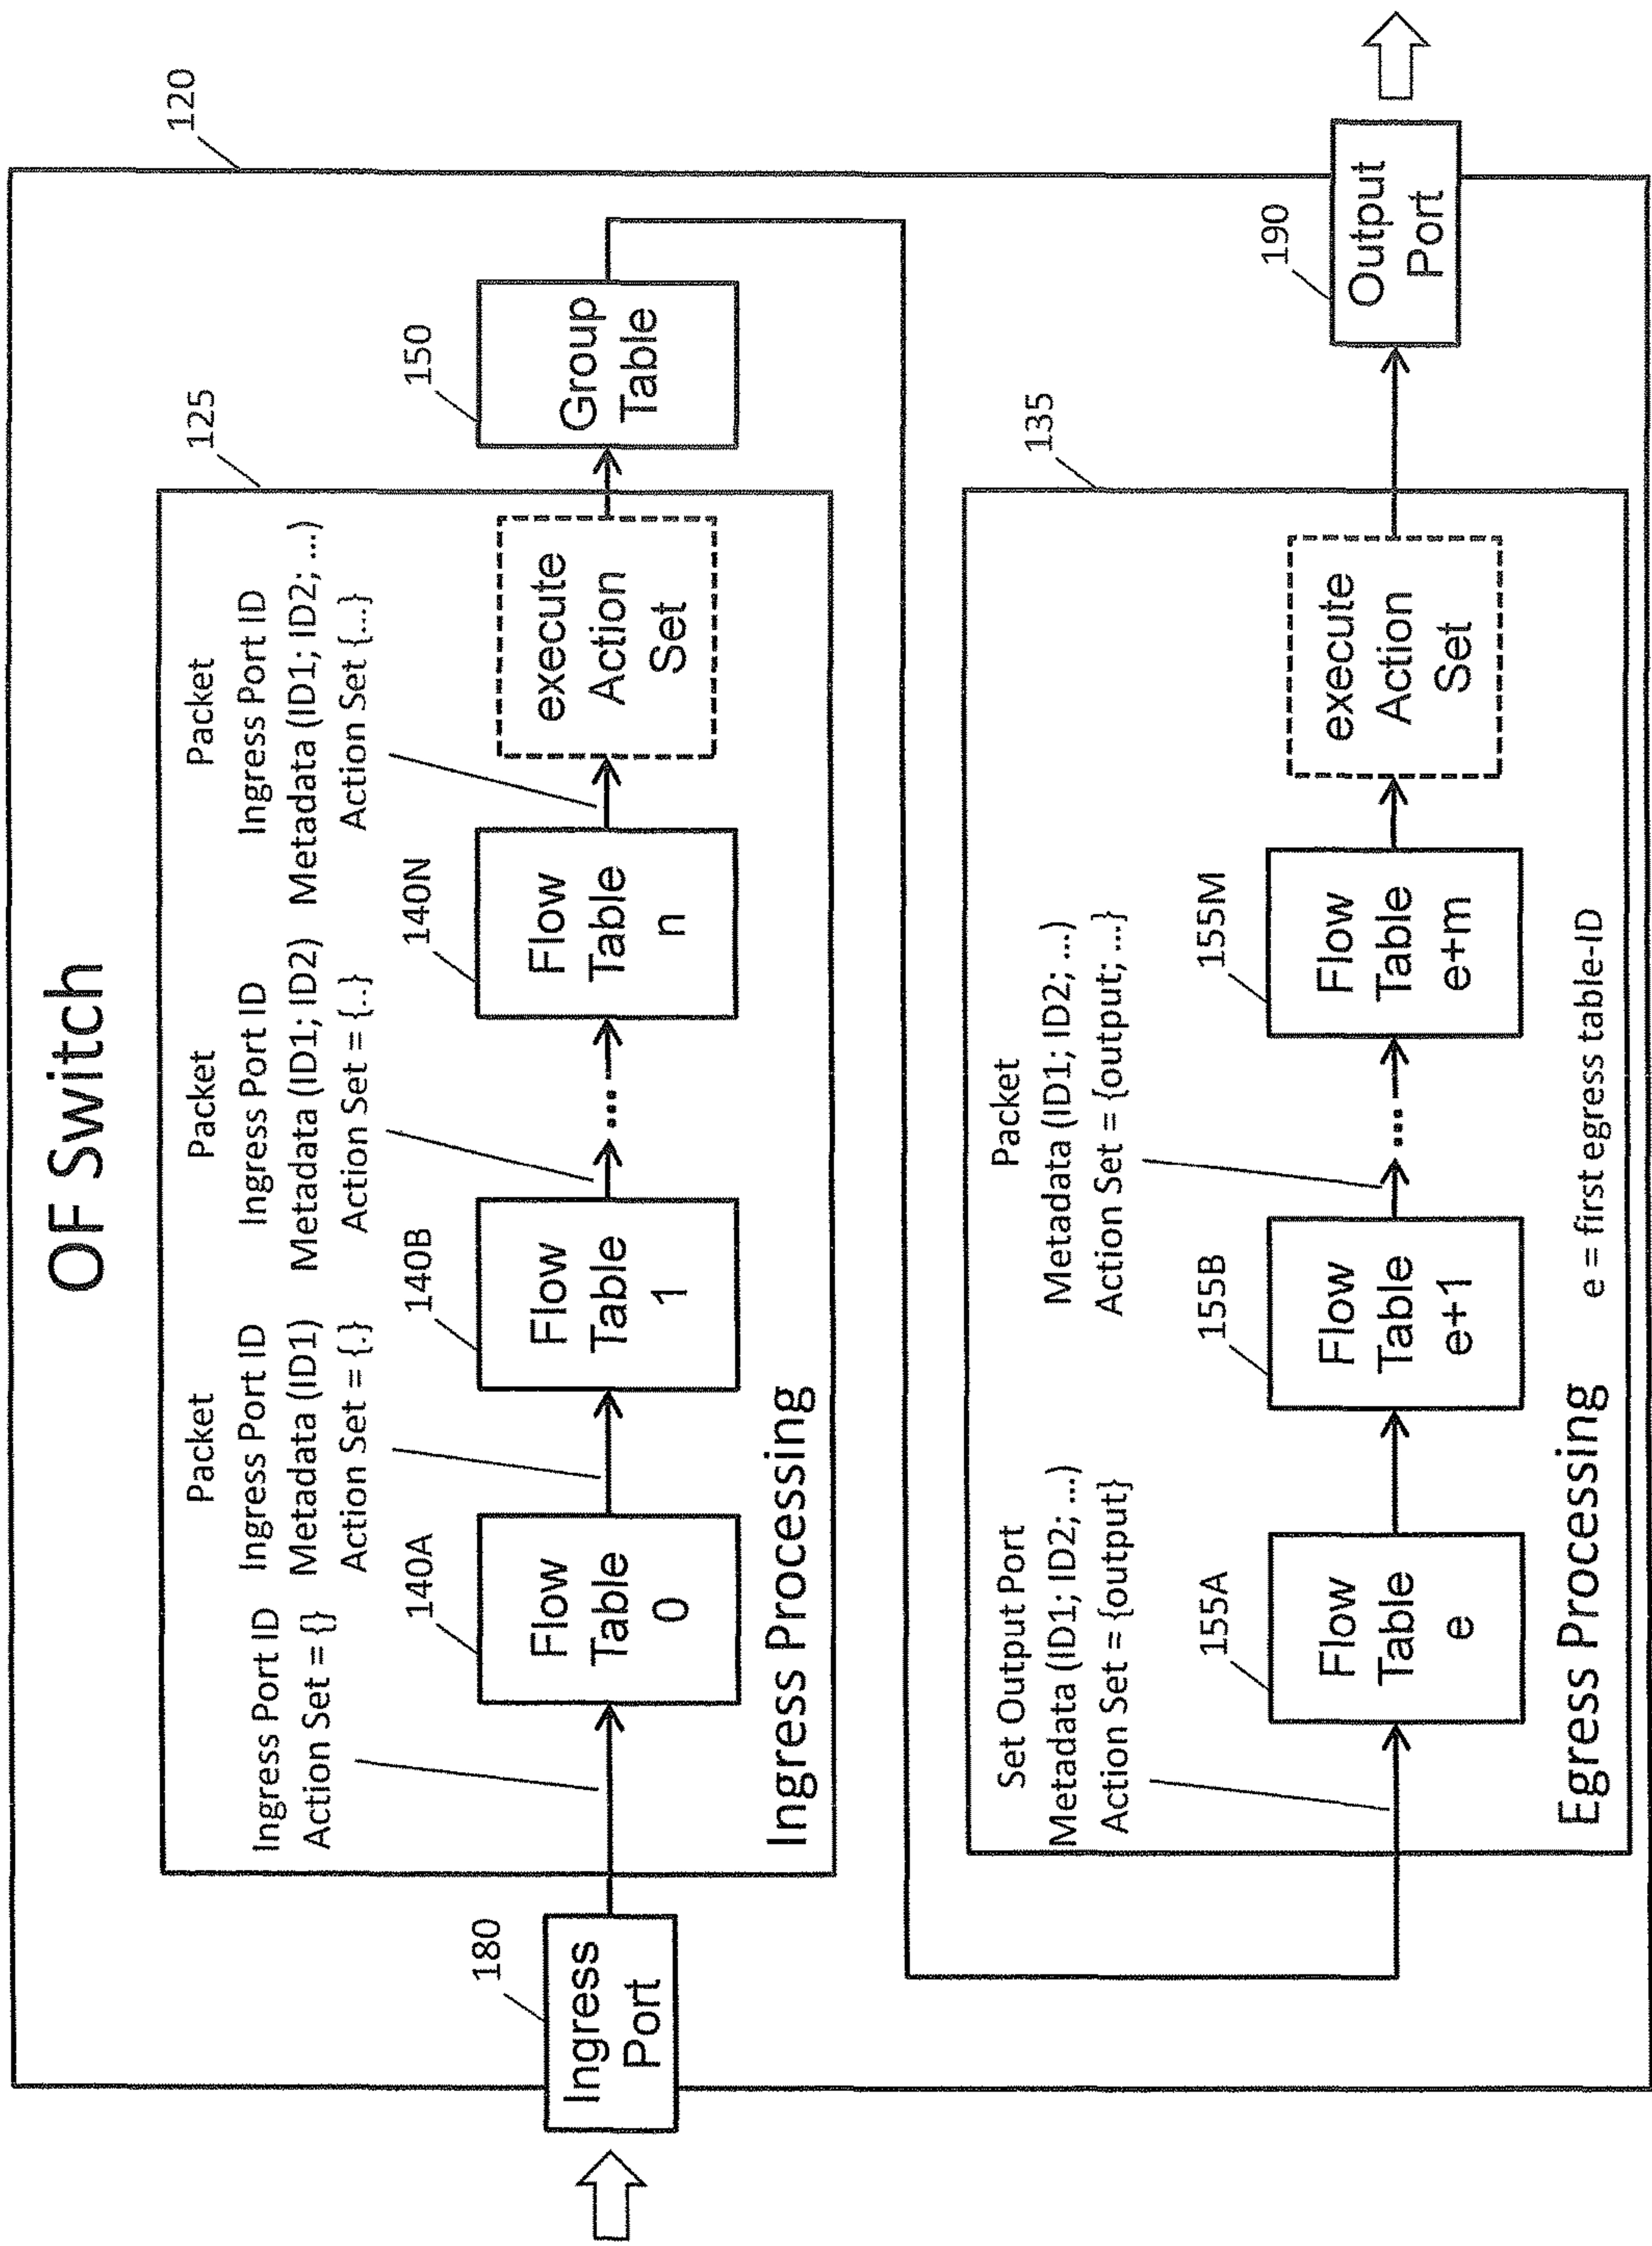 OF Switch
120
125
Ingress Port ID
Action Set = {}
Packet
Ingress Port ID
Metadata (ID1)
Action Set = {.}
Packet
Ingress Port ID
Metadata (ID1; ID2)
Action Set = {..}
Packet
Ingress Port ID
Metadata (ID1; ID2; ...)
Action Set {...}
180
Ingress
Port
140A
Flow
Table
0
140B
Flow
Table
1
...
140N
Flow
Table
n
execute
Action
Set
150
Group
Table
Ingress Processing
135
Set Output Port
Metadata (ID1; ID2; ...)
Action Set = {output}
Packet
Metadata (ID1; ID2; ...)
Action Set = {output; ...}
155A
Flow
Table
e
155B
Flow
Table
e+1
...
155M
Flow
Table
e+m
execute
Action
Set
190
Output
Port
Egress Processing
e = first egress table-ID